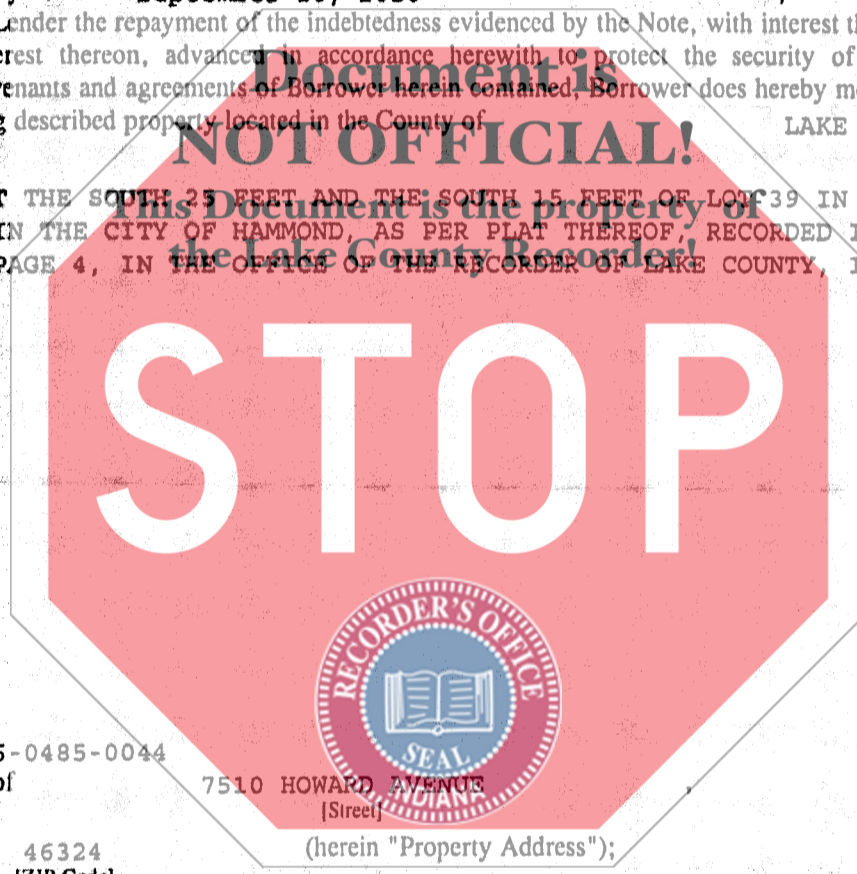 Lender the repayment of the indebtedness evidenced by the Note, with interest
erest thereon, advanced in accordance herewith to protect the security of
Document is
enants and agreements of Borrower herein contained, Borrower does hereby
g described property located in the County of LAKE
NOT OFFICIAL!
T THE SOUTH 25 FEET AND THE SOUTH 15 FEET OF LOT 39 IN
This Document is the property of
IN THE CITY OF HAMMOND, AS PER PLAT THEREOF, RECORDED
the Lake County Recorder!
PAGE 4, IN THE OFFICE OF THE RECORDER OF LAKE COUNTY,
STOP
RECORDER'S OFFICE
SEAL
INDIANA
5-0485-0044
of 7510 HOWARD AVENUE ,
[Street]
46324 (herein "Property Address");